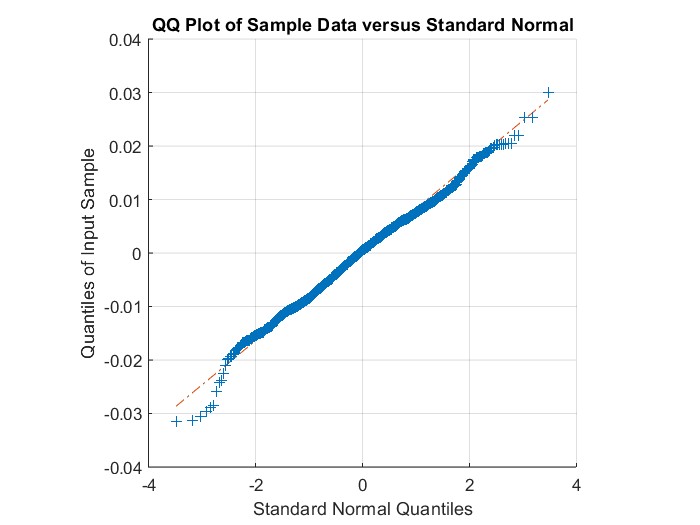 QQ Plot of Sample Data versus Standard Normal
0.04
0.03
0.02
0.01
0
-0.01
-0.02
-0.03
-0.04
Quantiles of Input Sample
-4 -2 0 2 4
Standard Normal Quantiles